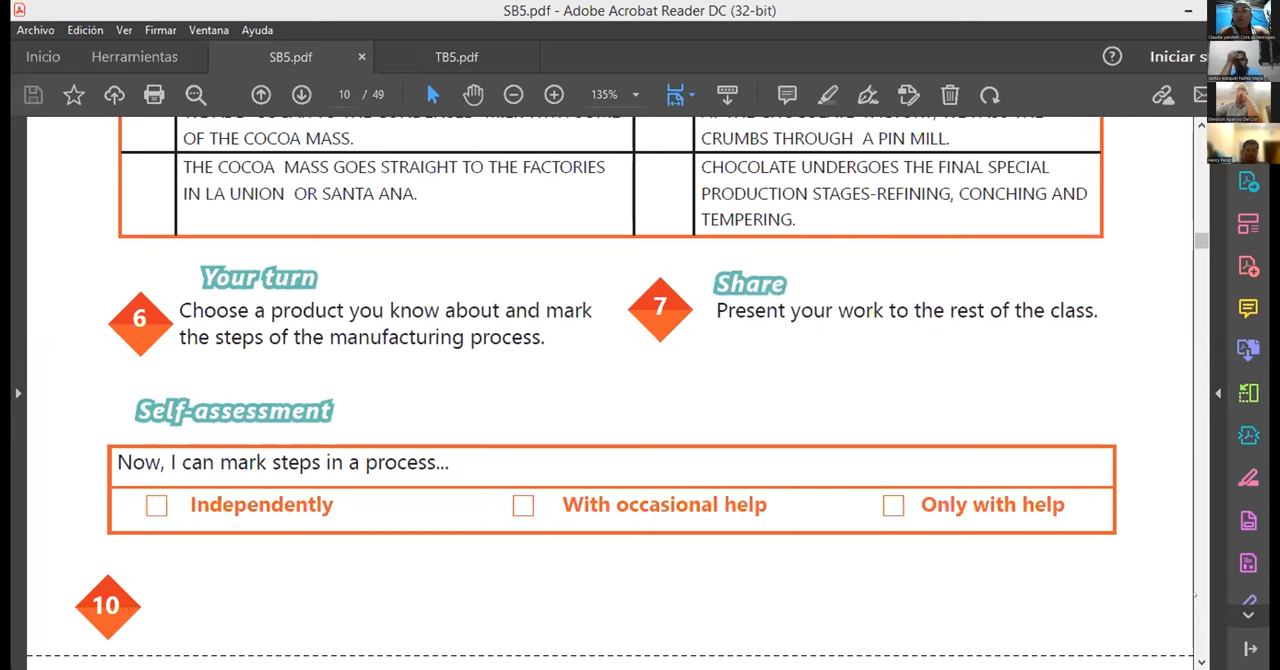 SB5.pdf - Adobe Acrobat Reader DC (32-bit)
Archivo Edición Ver Firmar Ventana Ayuda
Inicio Herramientas SB5.pdf × TB5.pdf Iniciar s
10 / 49 135%
OF THE COCOA MASS.
CRUMBS THROUGH A PIN MILL.
THE COCOA MASS GOES STRAIGHT TO THE FACTORIES
IN LA UNION OR SANTA ANA.
CHOCOLATE UNDERGOES THE FINAL SPECIAL
PRODUCTION STAGES-REFINING, CONCHING AND
TEMPERING.
Your turn
6 Choose a product you know about and mark
the steps of the manufacturing process.
Share
7 Present your work to the rest of the class.
Self-assessment
Now, I can mark steps in a process...
Independently With occasional help Only with help
10
Henry Perez